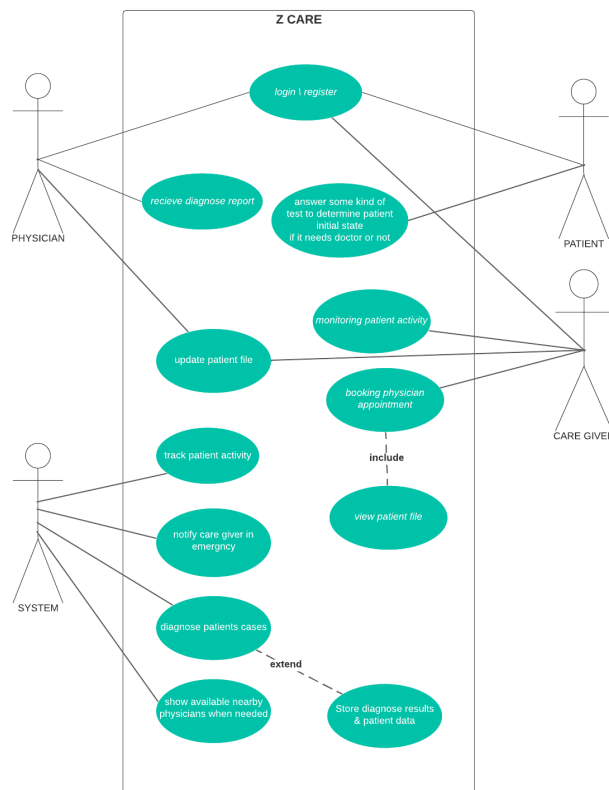 Z CARE
login \ register
PHYSICIAN
recieve diagnose report
answer some kind of
test to determine patient
initial state
if it needs doctor or not
PATIENT
monitoring patient activity
update patient file
booking physician
appointment
CARE GIVER
include
track patient activity
view patient file
notify care giver in
emergncy
SYSTEM
diagnose patients cases
extend
show available nearby
physicians when needed
Store diagnose results
& patient data